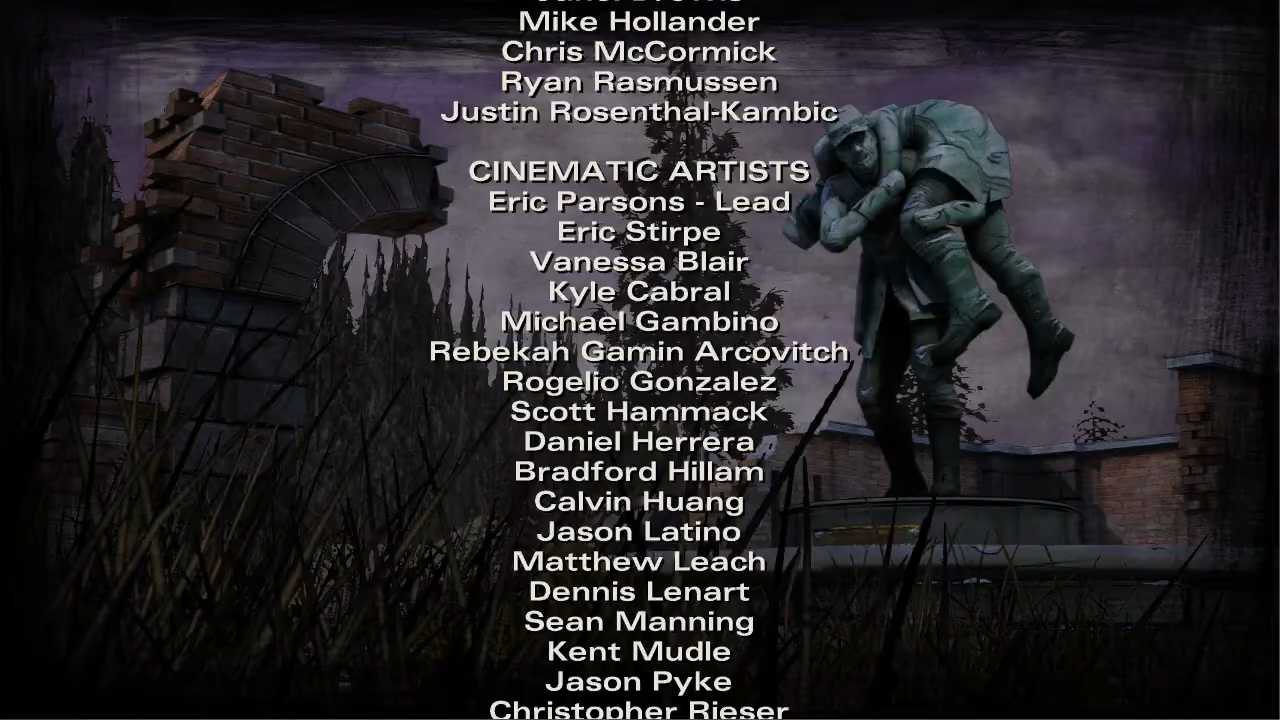 Mike Hollander
Chris McCormick
Ryan Rasmussen
Justin Rosenthal-Kambic
CINEMATIC ARTISTS
Eric Parsons - Lead
Eric Stirpe
Vanessa Blair
Kyle Cabral
Michael Gambino
Rebekah Gamin Arcovitch
Rogelio Gonzalez
Scott Hammack
Daniel Herrera
Bradford Hillam
Calvin Huang
Jason Latino
Matthew Leach
Dennis Lenart
Sean Manning
Kent Mudle
Jason Pyke
Christopher Rieser